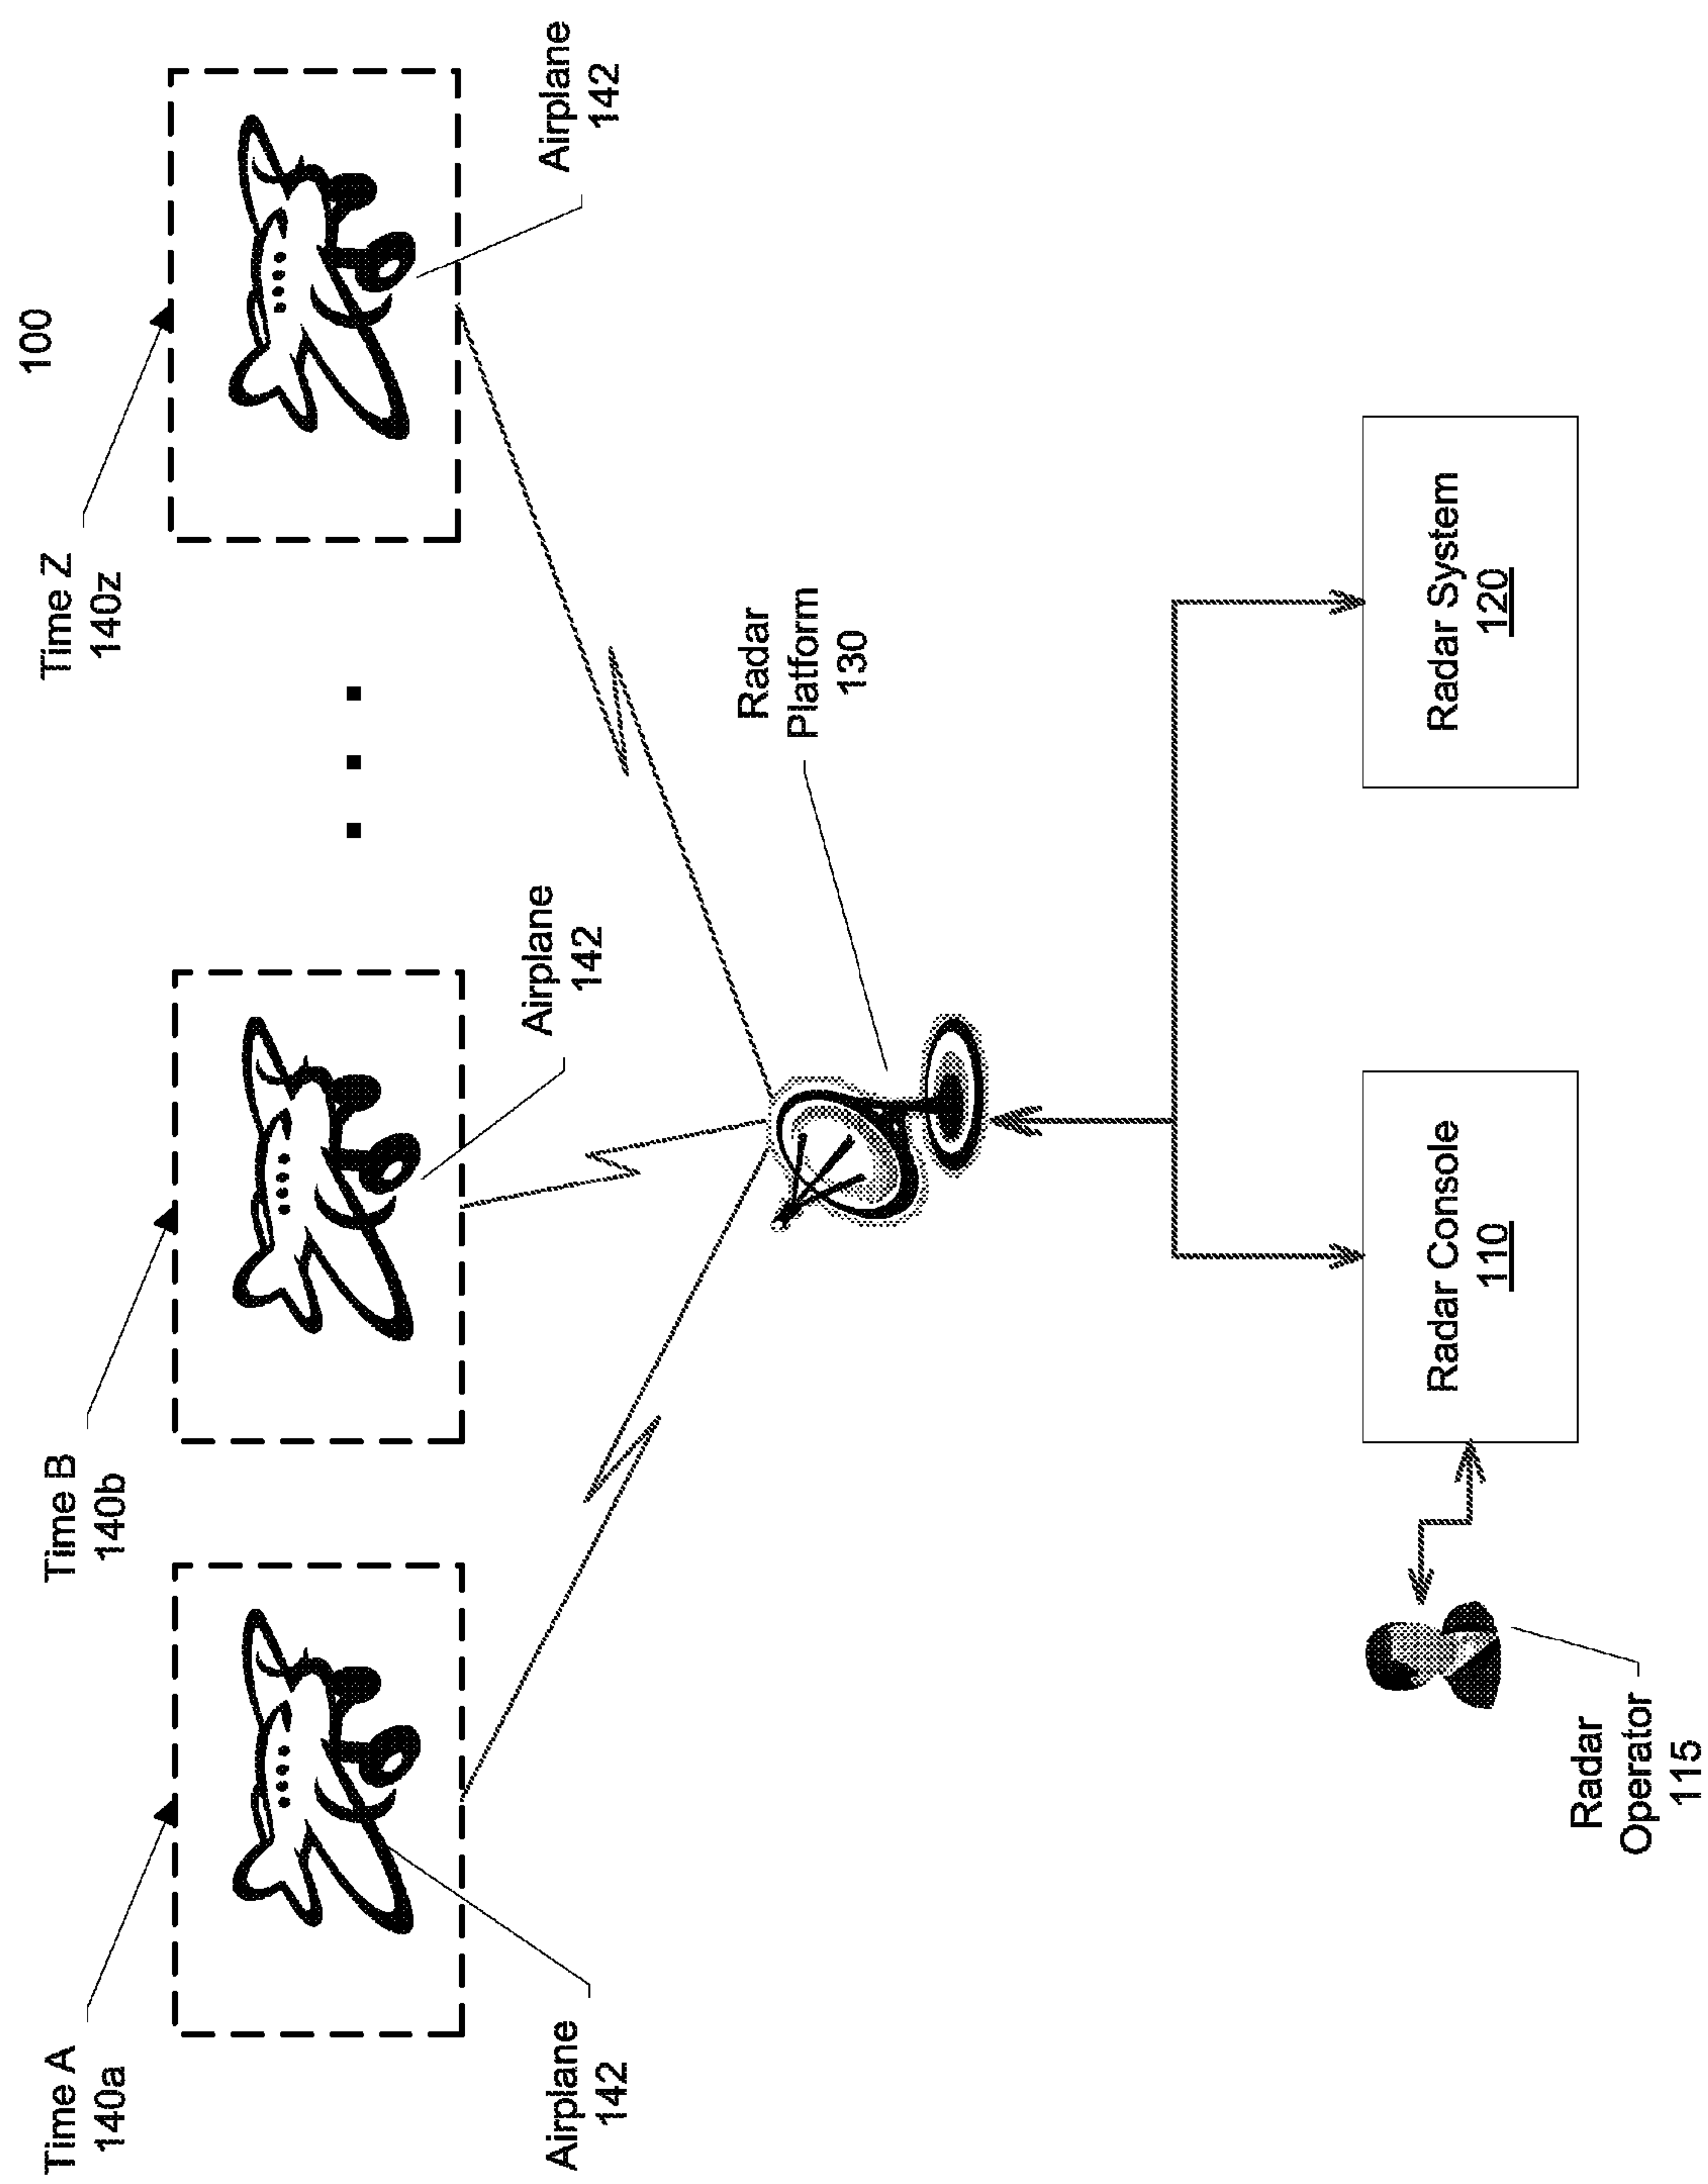 100
Time A
140a
Time B
140b
Time Z
140z
Airplane
142
Airplane
142
Airplane
142
Radar
Platform
130
Radar
Operator
115
Radar Console
110
Radar System
120